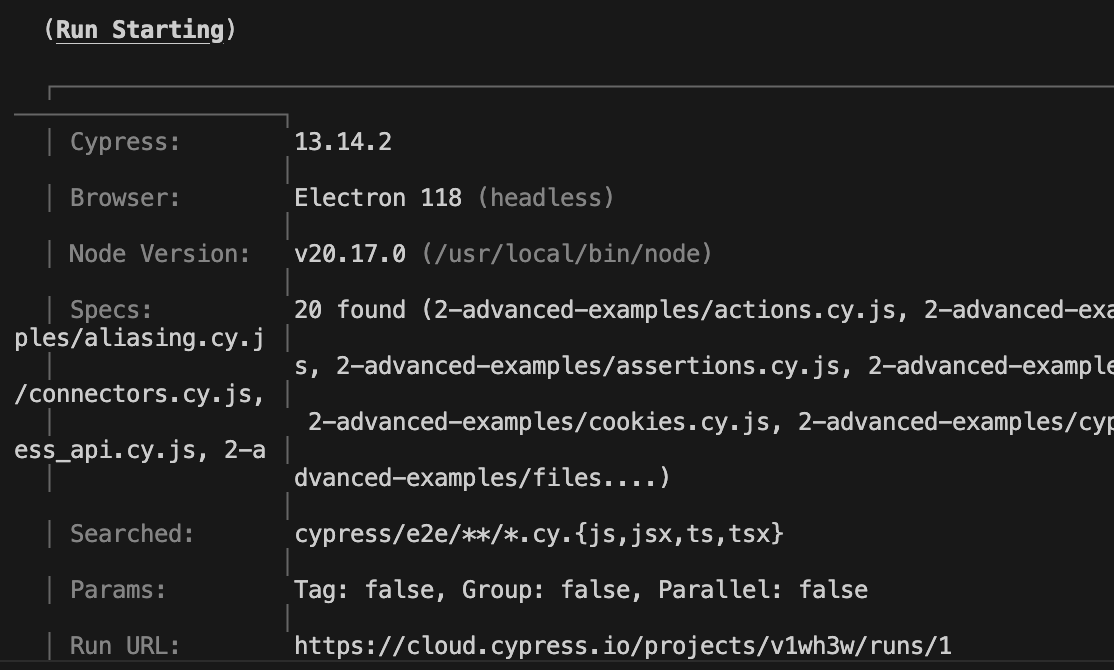 (Run Starting)
Cypress: 13.14.2
Browser: Electron 118 (headless)
Node Version: v20.17.0 (/usr/local/bin/node)
Specs: 20 found (2-advanced-examples/actions.cy.js, 2-advanced-exa
ples/aliasing.cy.j
s, 2-advanced-examples/assertions.cy.js, 2-advanced-example
/connectors.cy.js,
2-advanced-examples/cookies.cy.js, 2-advanced-examples/cyp
ess_api.cy.js, 2-a
dvanced-examples/files....)
Searched: cypress/e2e/**/*.cy.{js,jsx,ts,tsx}
Params: Tag: false, Group: false, Parallel: false
Run URL: https://cloud.cypress.io/projects/v1wh3w/runs/1